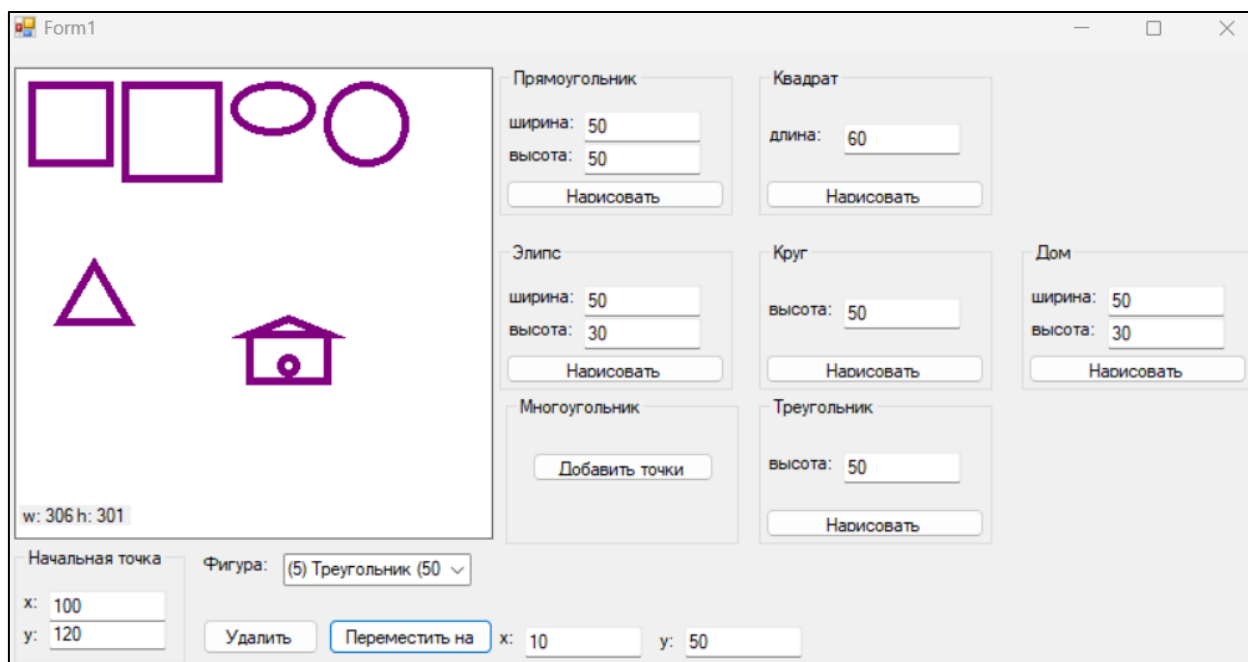 Form1
Прямоугольник
ширина: 50
высота: 50
Нарисовать
Квадрат
длина: 60
Нарисовать
Элипс
ширина: 50
высота: 30
Нарисовать
Круг
высота: 50
Нарисовать
Дом
ширина: 50
высота: 30
Нарисовать
Многоугольник
Добавить точки
Треугольник
высота: 50
Нарисовать
w: 306 h: 301
Начальная точка
x: 100
y: 120
Фигура: (5) Треугольник (50
Удалить Переместить на x: 10 y: 50